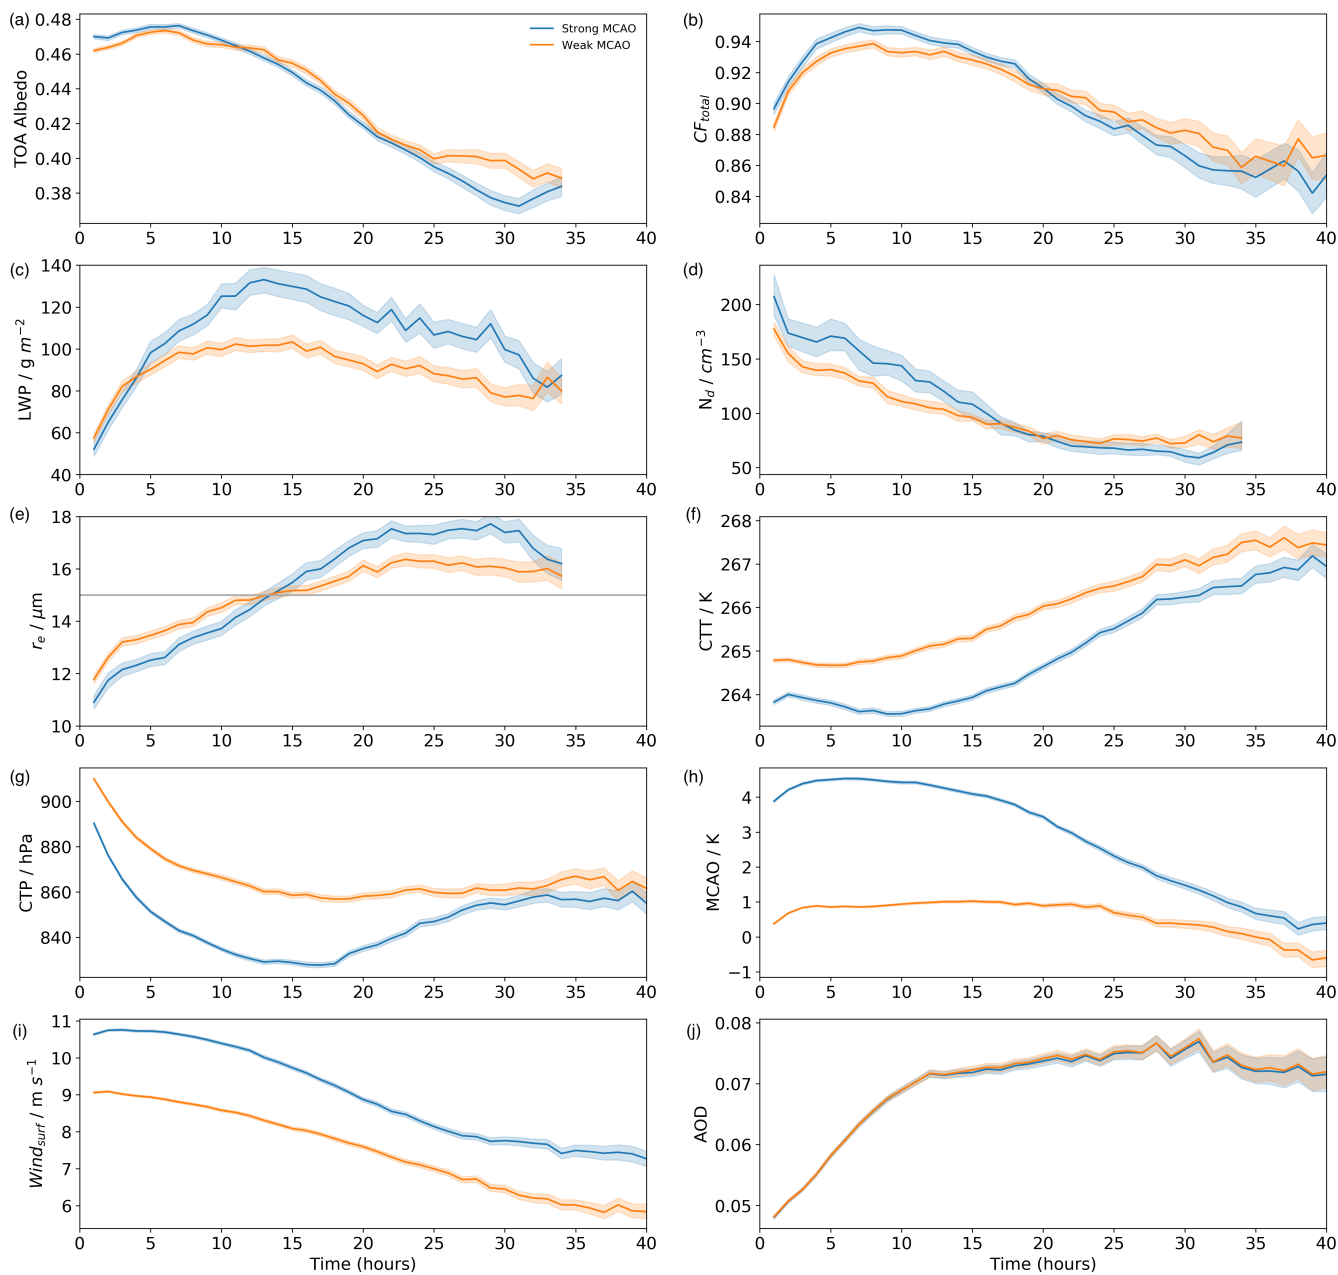 (a)
TOA Albedo
0.48
0.46
0.44
0.42
0.40
0.38
Strong MCAO
Weak MCAO
0 5 10 15 20 25 30 35 40
(b)
CF_total
0.94
0.92
0.90
0.88
0.86
0.84
0 5 10 15 20 25 30 35 40
(c)
LWP / g m⁻²
140
120
100
80
60
40
0 5 10 15 20 25 30 35 40
(d)
N_d / cm⁻³
200
150
100
50
0 5 10 15 20 25 30 35 40
(e)
r_e / μm
18
16
14
12
10
0 5 10 15 20 25 30 35 40
(f)
CTT / K
268
267
266
265
264
0 5 10 15 20 25 30 35 40
(g)
CTP / hPa
900
880
860
840
0 5 10 15 20 25 30 35 40
(h)
MCAO / K
4
3
2
1
0
−1
0 5 10 15 20 25 30 35 40
(i)
Wind_surf / m s⁻¹
11
10
9
8
7
6
0 5 10 15 20 25 30 35 40
Time (hours)
(j)
AOD
0.08
0.07
0.06
0.05
0 5 10 15 20 25 30 35 40
Time (hours)